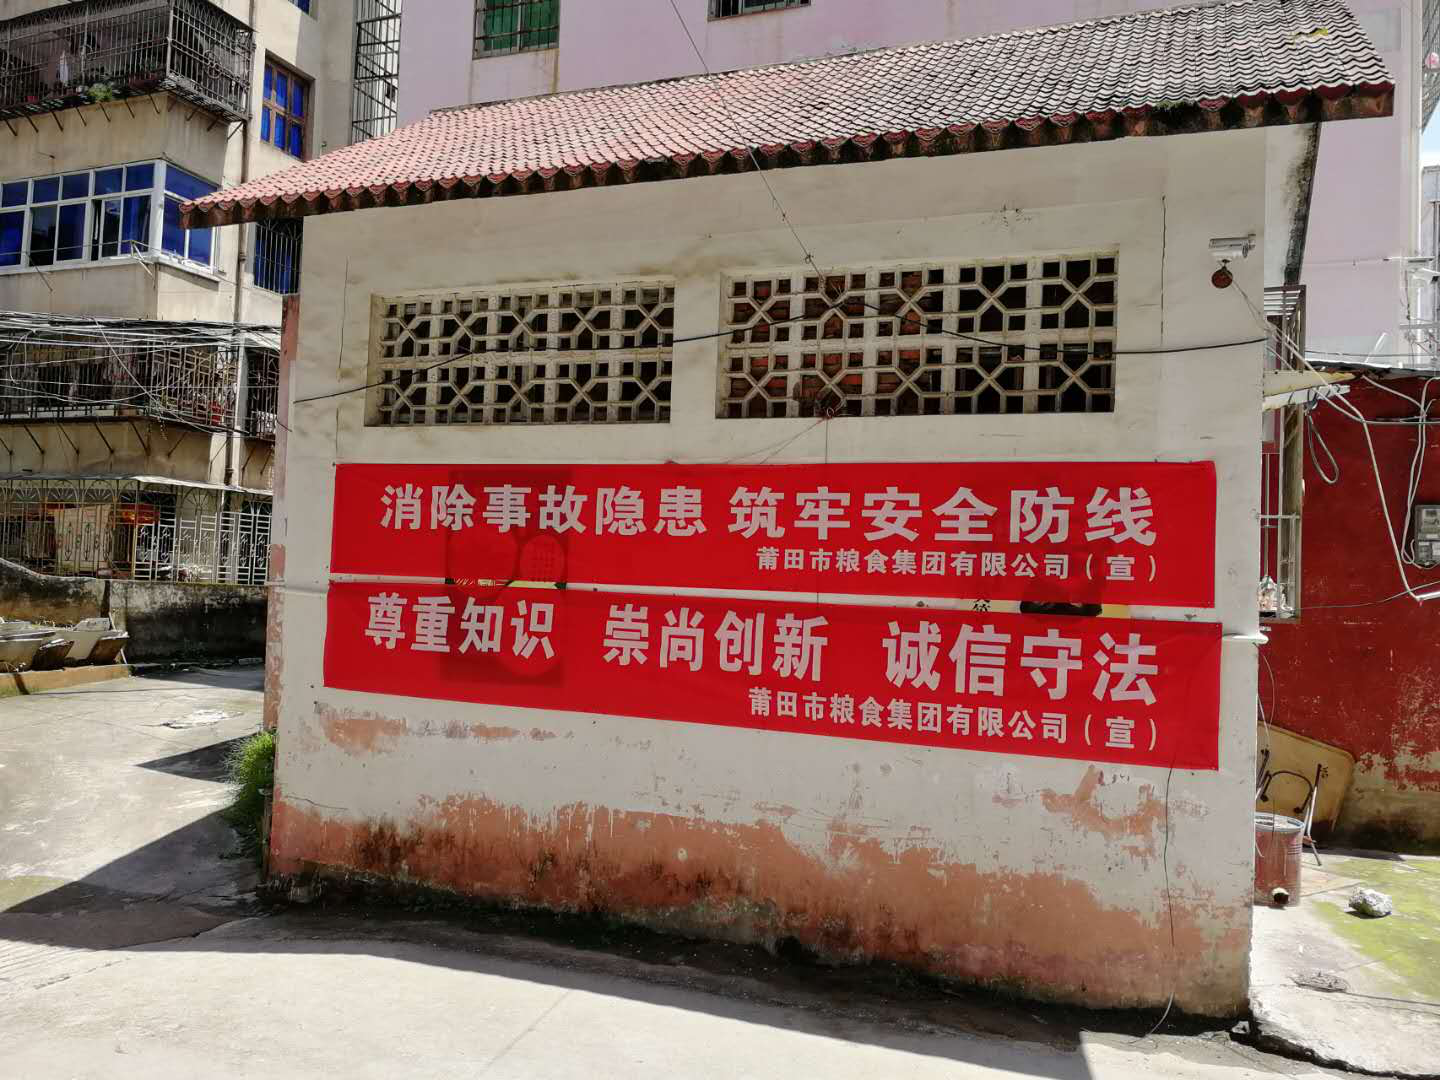 消除事故隐患 筑牢安全防线
莆田市粮食集团有限公司（宣）
尊重知识 崇尚创新 诚信守法
莆田市粮食集团有限公司（宣）